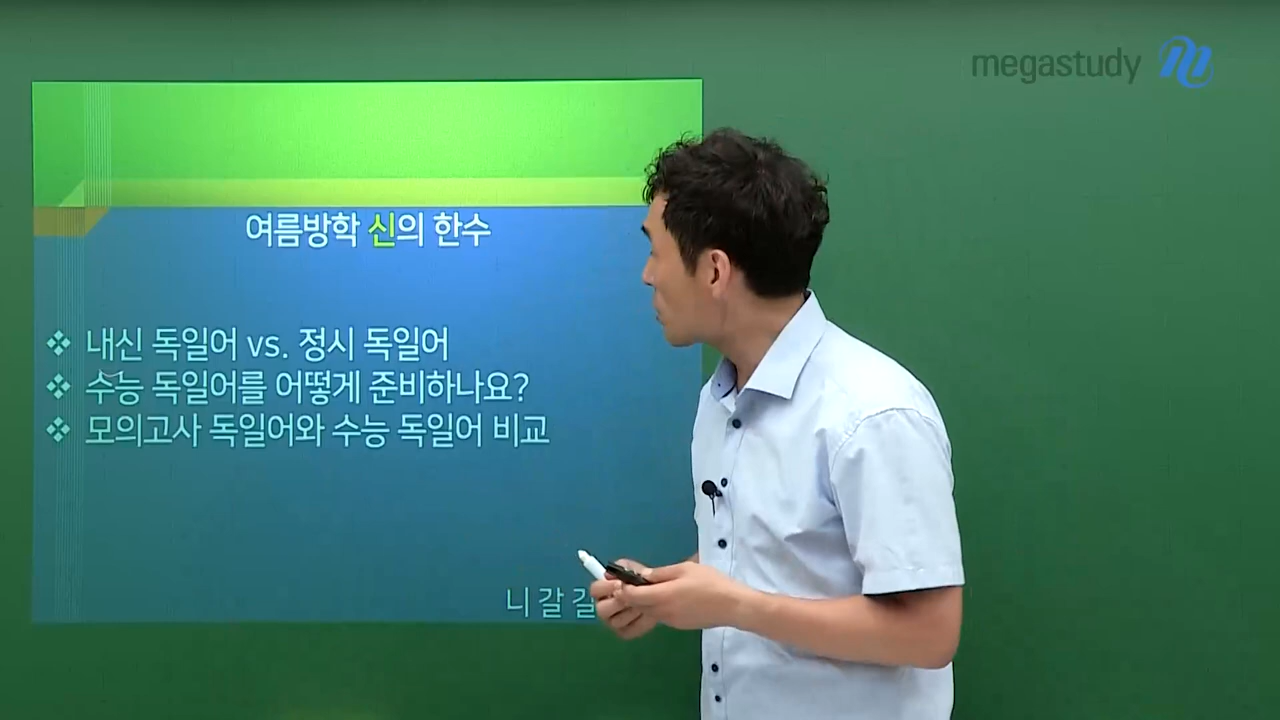 megastudy
여름방학 신의 한수
❖ 내신 독일어 vs. 정시 독일어
❖ 수능 독일어를 어떻게 준비하나요?
❖ 모의고사 독일어와 수능 독일어 비교
니 갈 길